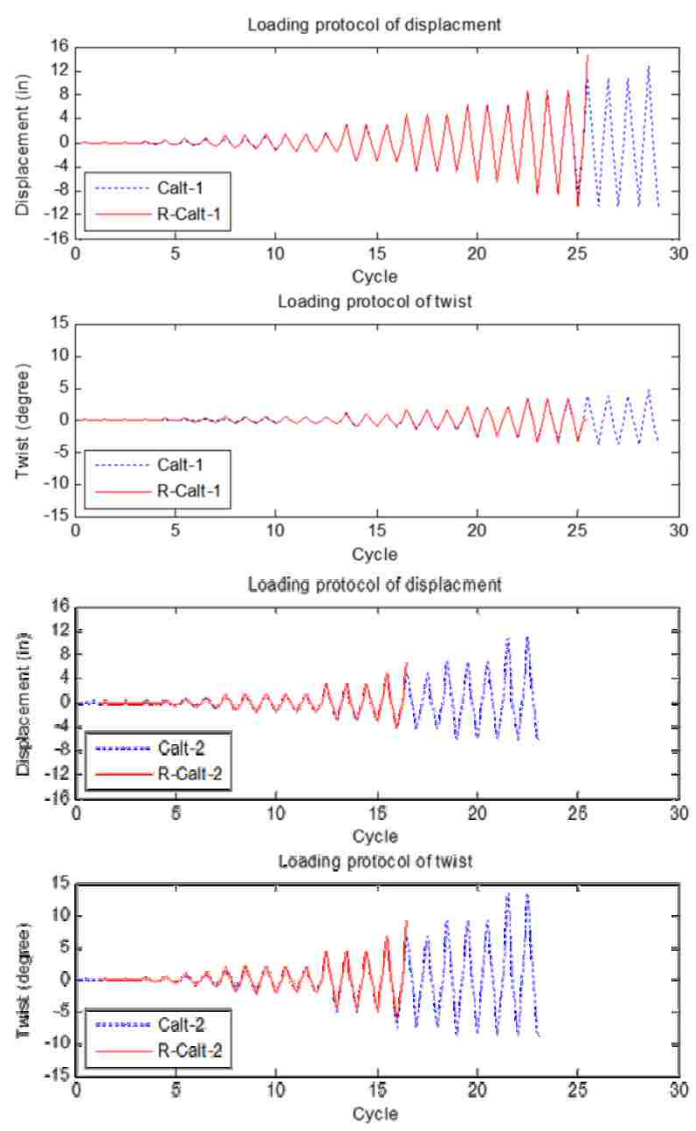 Loading protocol of displacment
16
12
8
4
0
-4
-8
-12
-16
Displacement (in)
Calt-1
R-Calt-1
0 5 10 15 20 25 30
Cycle
Loading protocol of twist
15
10
5
0
-5
-10
-15
Twist (degree)
Calt-1
R-Calt-1
0 5 10 15 20 25 30
Cycle
Loading protocol of displacment
16
12
8
4
0
-4
-8
-12
-16
Displacement (in)
Calt-2
R-Calt-2
0 5 10 15 20 25 30
Cycle
Loading protocol of twist
15
10
5
0
-5
-10
-15
Twist (degree)
Calt-2
R-Calt-2
0 5 10 15 20 25 30
Cycle